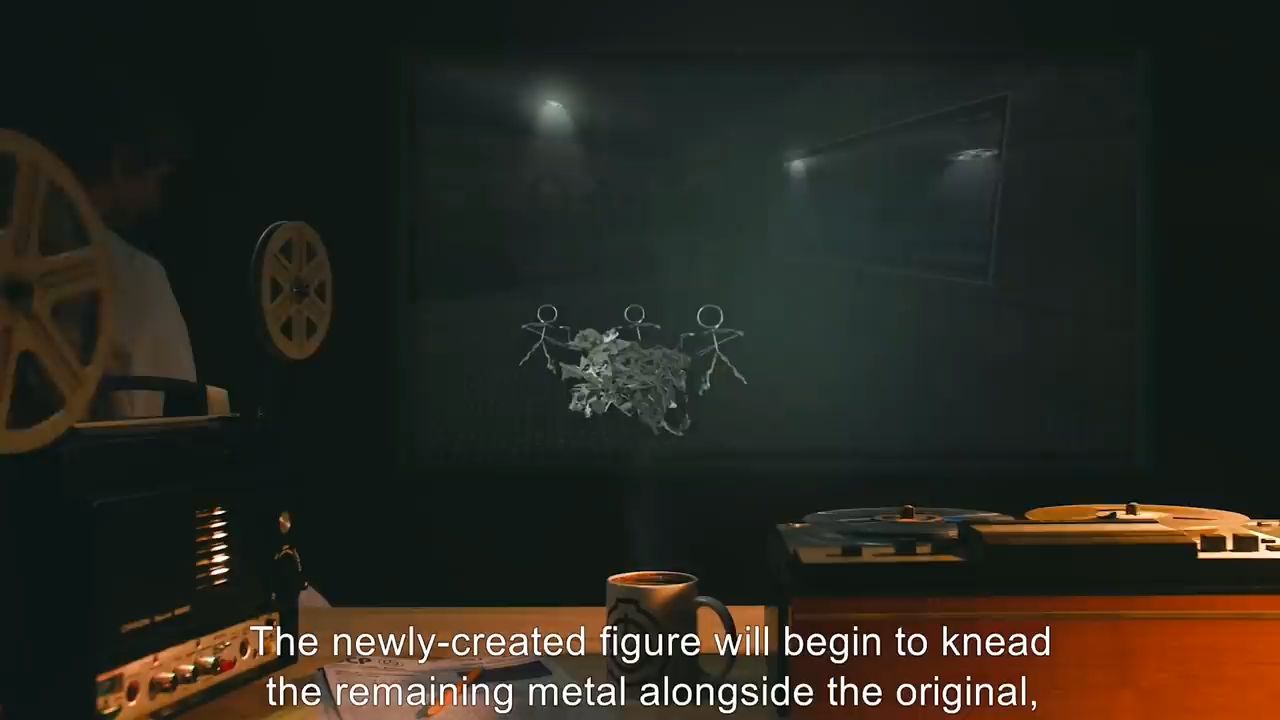 The newly-created figure will begin to knead
the remaining metal alongside the original,